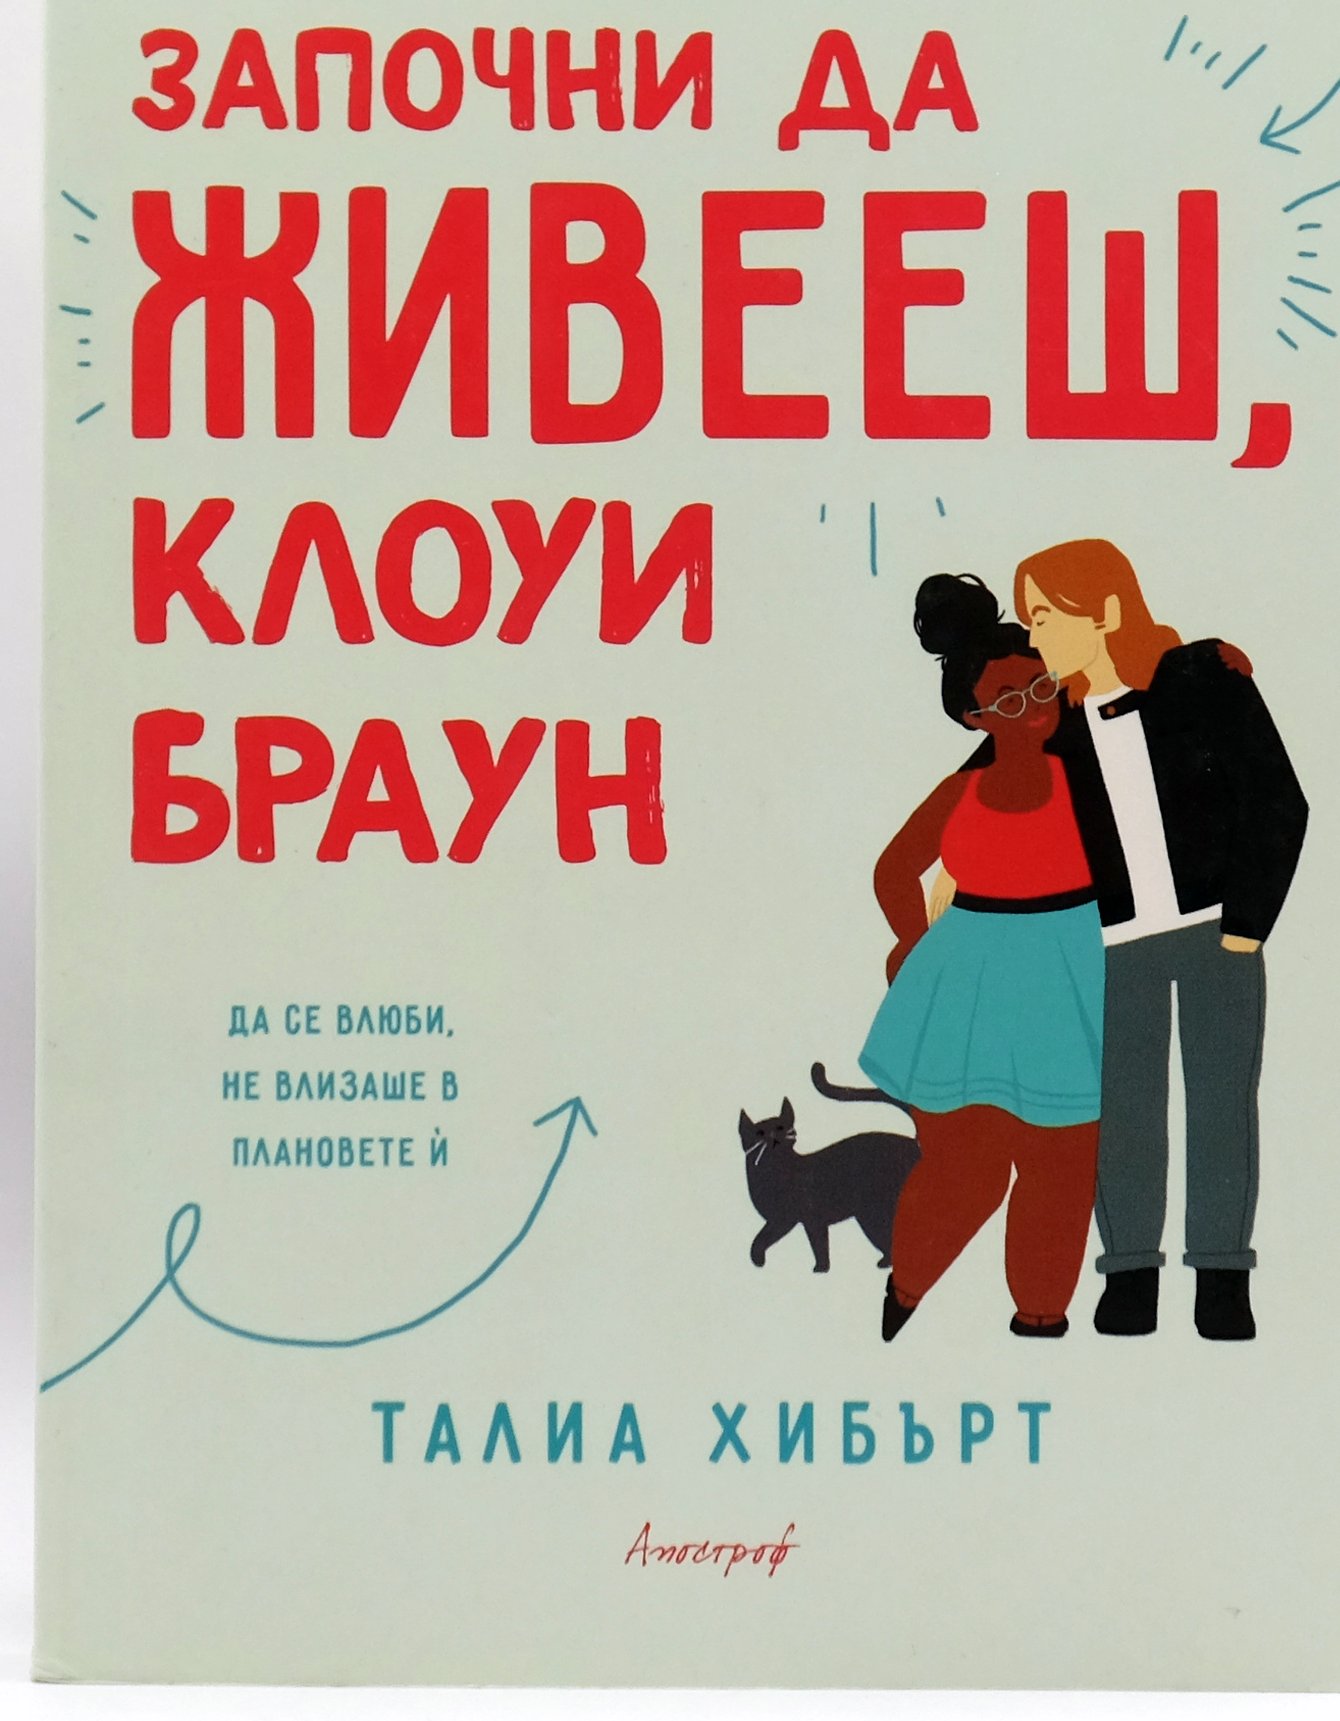 ЗАПОЧНИ ДА
ЖИВЕЕШ,
КЛОУИ
БРАУН
ДА СЕ ВЛЮБИ,
НЕ ВЛИЗАШЕ В
ПЛАНОВЕТЕ Ѝ
ТАЛИА ХИБЪРТ
Апостроф